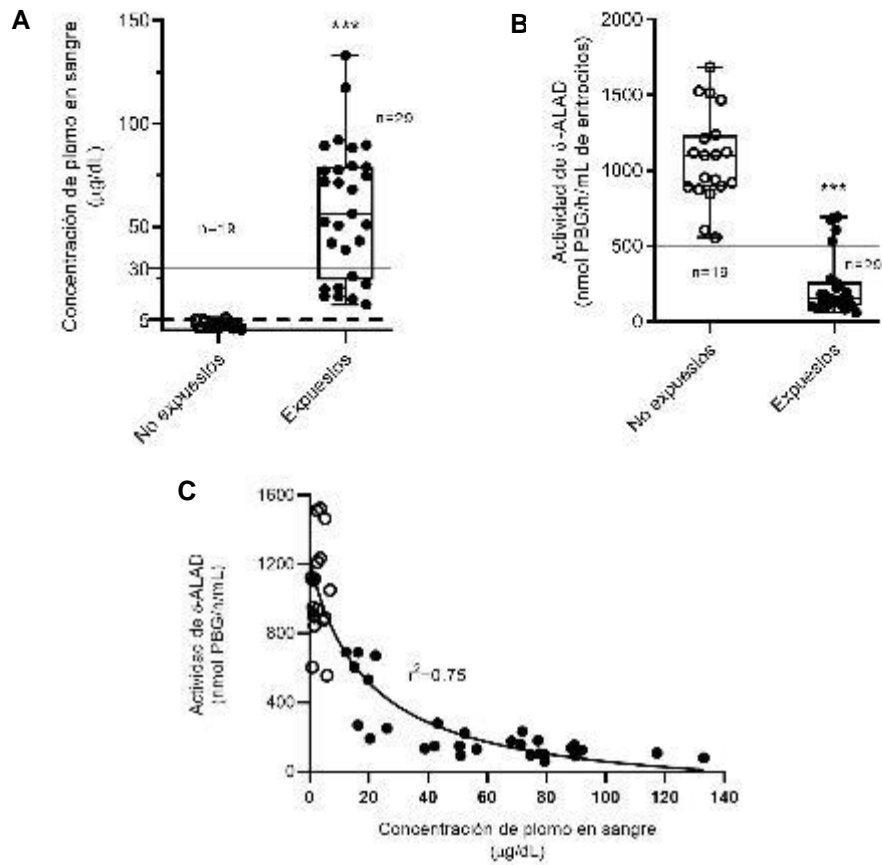 A
Concentración de plomo en sangre
(µg/dL)
150
100
50
30
5
***
n=29
n=19
No expuestos
Expuestos
B
Actividad de δ-ALAD
(nmol PBG/h/mL de eritrocitos)
2000
1500
1000
500
0
***
n=19
n=29
No expuestos
Expuestos
C
Actividad de δ-ALAD
(nmol PBG/h/mL)
1600
1200
800
400
0
r²=0.75
0 20 40 60 80 100 120 140
Concentración de plomo en sangre
(µg/dL)